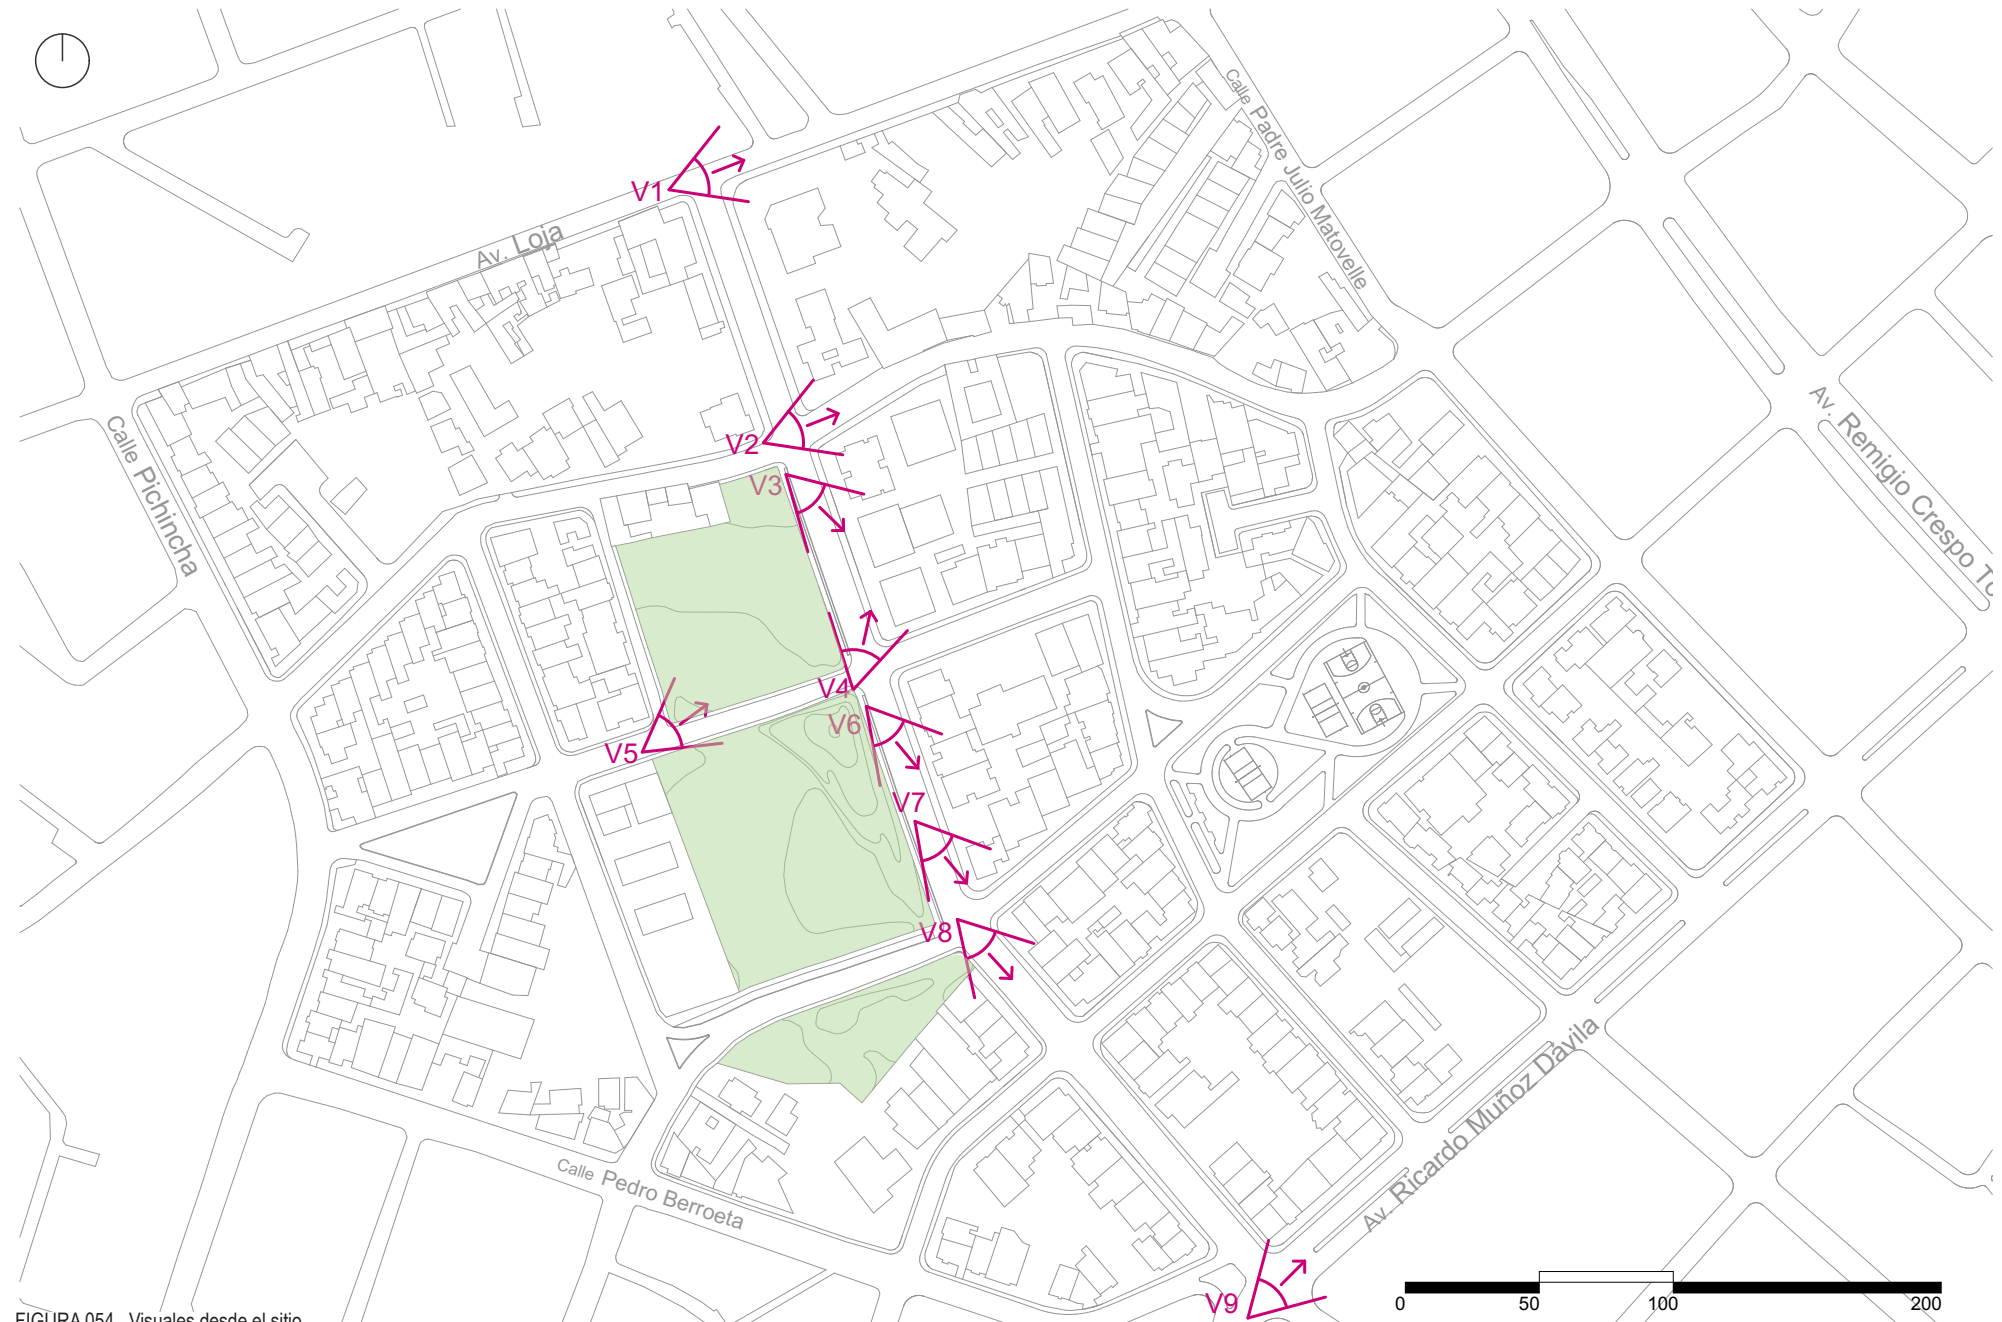 Calle Padre Julio Matovelle
V1
Av. Loja
Av. Remigio Crespo To
Calle Pichincha
V2
V3
V4
V6
V5
V7
V8
Av. Ricardo Muñoz Davila
Calle Pedro Berroeta
V9
0 50 100 200
FIGURA 054. Visuales desde el sitio